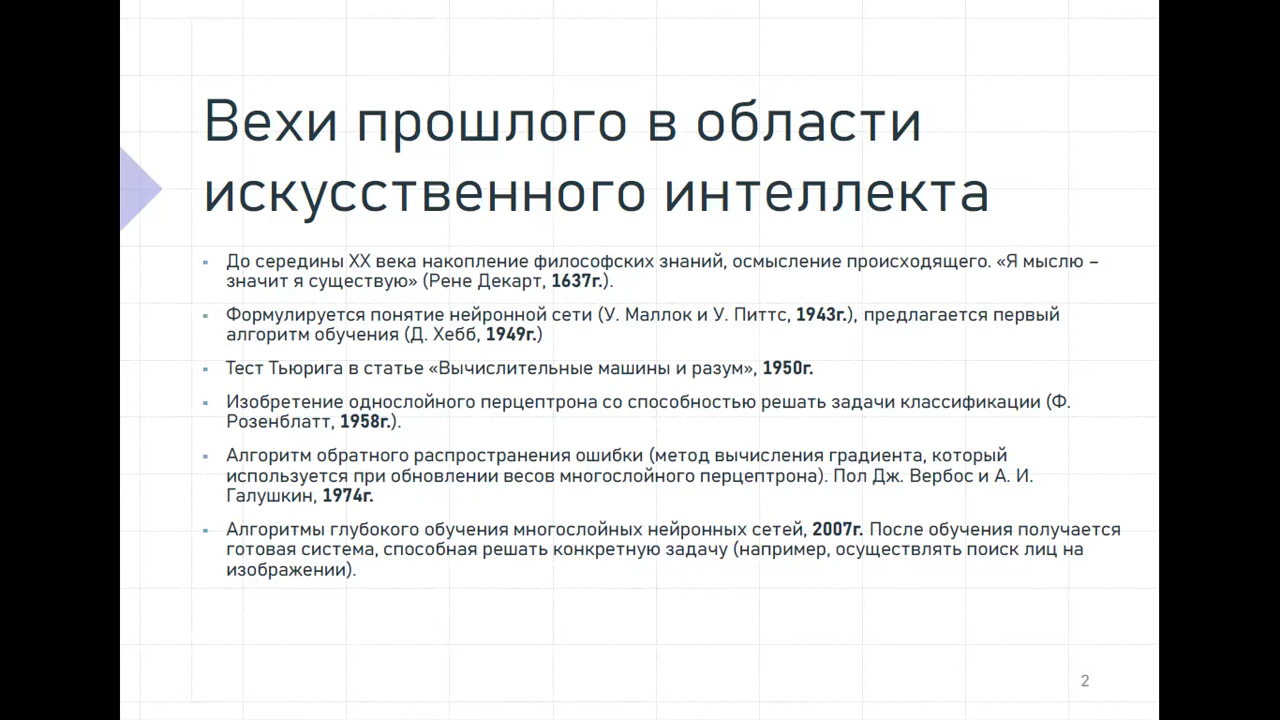 Вехи прошлого в области
искусственного интеллекта
▪ До середины XX века накопление философских знаний, осмысление происходящего. «Я мыслю –
значит я существую» (Рене Декарт, 1637г.).
▪ Формулируется понятие нейронной сети (У. Маллок и У. Питтс, 1943г.), предлагается первый
алгоритм обучения (Д. Хебб, 1949г.)
▪ Тест Тьюрига в статье «Вычислительные машины и разум», 1950г.
▪ Изобретение однослойного перцептрона со способностью решать задачи классификации (Ф.
Розенблатт, 1958г.).
▪ Алгоритм обратного распространения ошибки (метод вычисления градиента, который
используется при обновлении весов многослойного перцептрона). Пол Дж. Вербос и А. И.
Галушкин, 1974г.
▪ Алгоритмы глубокого обучения многослойных нейронных сетей, 2007г. После обучения получается
готовая система, способная решать конкретную задачу (например, осуществлять поиск лиц на
изображении).
2